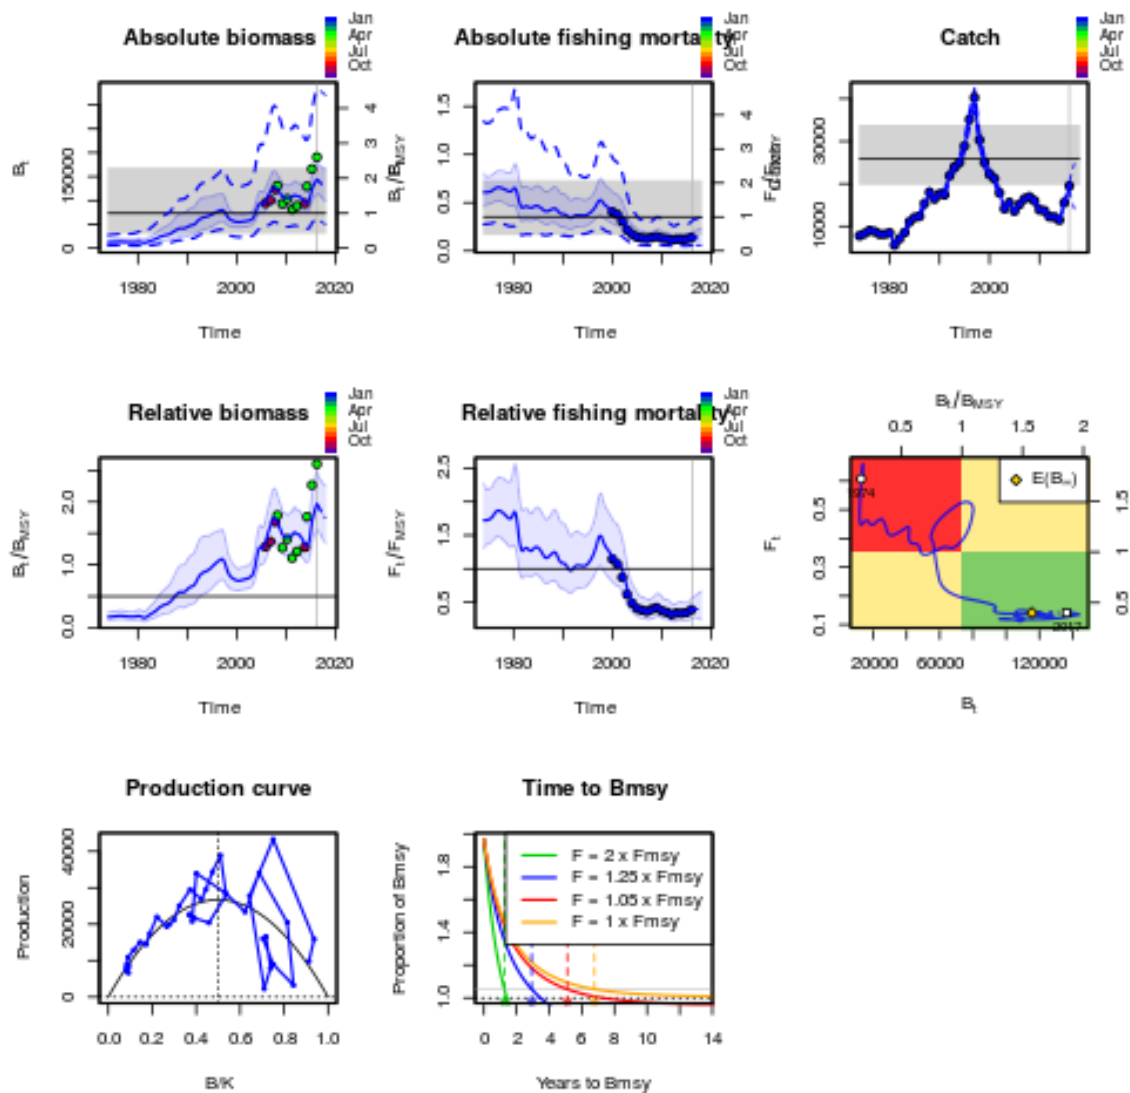 Absolute biomass
Jan
Apr
Jul
Oct
Bt
150000
0
4
3
2
1
0
Bt/BMSY
1980 2000 2020
Time
Absolute fishing mortality
Jan
Apr
Jul
Oct
1.5
1.0
0.5
0.0
4
3
2
1
0
1980 2000 2020
Time
Catch
Jan
Apr
Jul
Oct
30000
10000
1980 2000
Time
Relative biomass
Jan
Apr
Jul
Oct
Bt/BMSY
2.0
1.0
0.0
1980 2000 2020
Time
Relative fishing mortality
Jan
Apr
Jul
Oct
Ft/FMSY
2.5
1.5
0.5
1980 2000 2020
Time
Bt/BMSY
0.5 1 1.5 2
E(B∞)
1974
2017
Ft
0.5
0.3
0.1
1.5
1
0.5
20000 60000 120000
Bt
Production curve
Production
40000
20000
0
0.0 0.2 0.4 0.6 0.8 1.0
B/K
Time to Bmsy
Proportion of Bmsy
1.8
1.4
1.0
F = 2 x Fmsy
F = 1.25 x Fmsy
F = 1.05 x Fmsy
F = 1 x Fmsy
0 2 4 6 8 10 14
Years to Bmsy